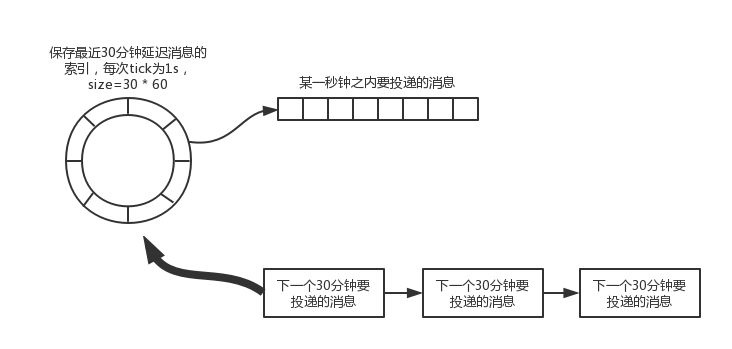 保存最近30分钟延迟消息的
索引，每次tick为1s，
size=30 * 60
某一秒钟之内要投递的消息
下一个30分钟要
投递的消息
下一个30分钟要
投递的消息
下一个30分钟要
投递的消息